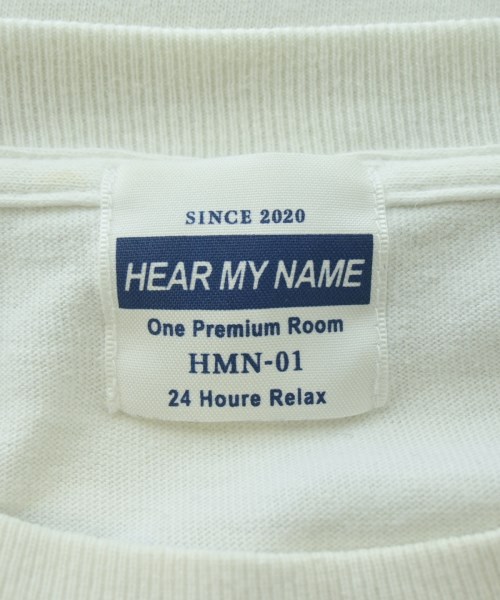 SINCE 2020
HEAR MY NAME
One Premium Room
HMN-01
24 Houre Relax